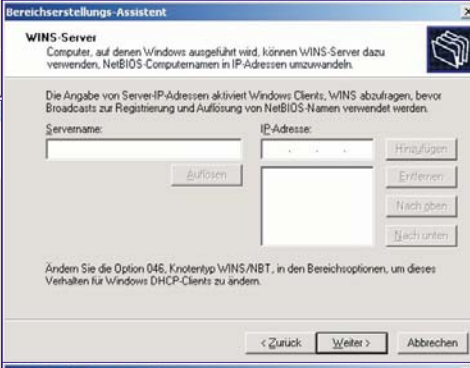 Bereichserstellungs-Assistent
WINS-Server
Computer, auf denen Windows ausgeführt wird, können WINS-Server dazu
verwenden, NetBIOS-Computernamen in IP-Adressen umzuwandeln.
Die Angabe von Server-IP-Adressen aktiviert Windows Clients, WINS abzufragen, bevor
Broadcasts zur Registrierung und Auflösung von NetBIOS-Namen verwendet werden.
Servername:
IP-Adresse:
Hinzufügen
Auflösen
Entfernen
Nach oben
Nach unten
Ändern Sie die Option 046, Knotentyp WINS/NBT, in den Bereichsoptionen, um dieses
Verhalten für Windows DHCP-Clients zu ändern.
< Zurück Weiter > Abbrechen